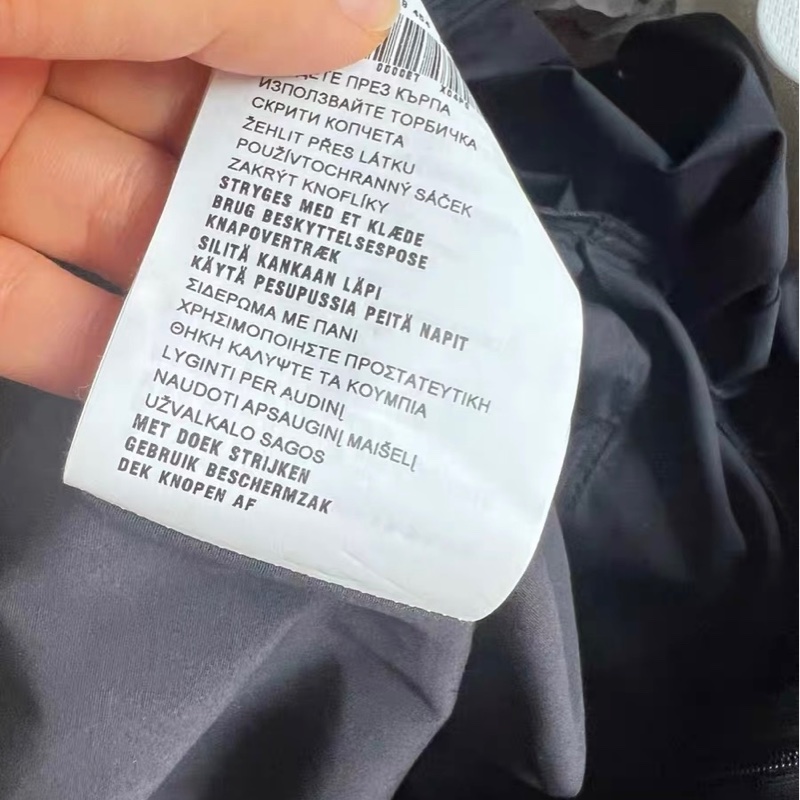 ПРЕЗ КЪРПА
ИЗПОЛЗВАЙТЕ ТОРБИЧКА
СКРИТИ КОПЧЕТА
ŽEHLIT PŘES LÁTKU
POUŽÍVTOCHRANNÝ SÁČEK
ZAKRÝT KNOFLÍKY
STRYGES MED ET KLÆDE
BRUG BESKYTTELSESPOSE
KNAPOVERTRÆK
SILITÄ KANKAAN LÄPI
KÄYTÄ PESUPUSSIA PEITÄ NAPIT
ΣΙΔΕΡΩΜΑ ΜΕ ΠΑΝΙ
ΧΡΗΣΙΜΟΠΟΙΗΣΤΕ ΠΡΟΣΤΑΤΕΥΤΙΚΗ
ΘΗΚΗ ΚΑΛΥΨΤΕ ΤΑ ΚΟΥΜΠΙΑ
LYGINTI PER AUDINĮ
NAUDOTI APSAUGINĮ MAIŠELĮ
UŽVALKALO SAGOS
MET DOEK STRIJKEN
GEBRUIK BESCHERMZAK
DEK KNOPEN AF